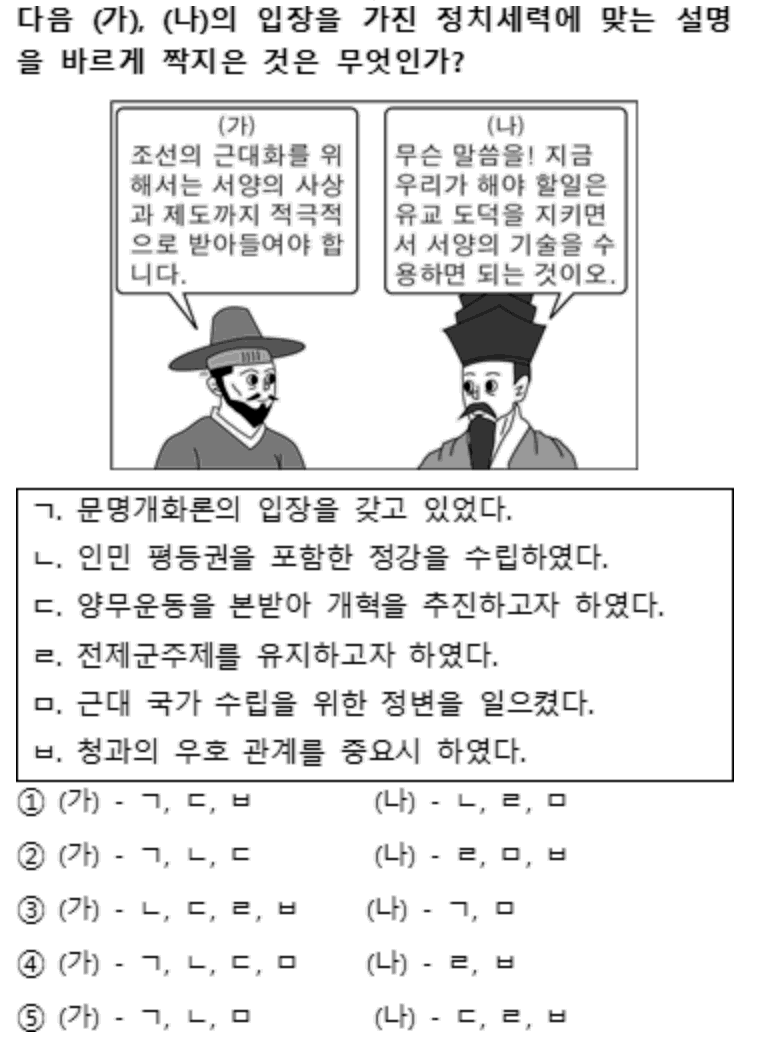 다음 (가), (나)의 입장을 가진 정치세력에 맞는 설명
을 바르게 짝지은 것은 무엇인가?
(가)
조선의 근대화를 위
해서는 서양의 사상
과 제도까지 적극적
으로 받아들여야 합
니다.
(나)
무슨 말씀을! 지금
우리가 해야 할일은
유교 도덕을 지키면
서 서양의 기술을 수
용하면 되는 것이오.
ㄱ. 문명개화론의 입장을 갖고 있었다.
ㄴ. 인민 평등권을 포함한 정강을 수립하였다.
ㄷ. 양무운동을 본받아 개혁을 추진하고자 하였다.
ㄹ. 전제군주제를 유지하고자 하였다.
ㅁ. 근대 국가 수립을 위한 정변을 일으켰다.
ㅂ. 청과의 우호 관계를 중요시 하였다.
① (가) - ㄱ, ㄷ, ㅂ (나) - ㄴ, ㄹ, ㅁ
② (가) - ㄱ, ㄴ, ㄷ (나) - ㄹ, ㅁ, ㅂ
③ (가) - ㄴ, ㄷ, ㄹ, ㅂ (나) - ㄱ, ㅁ
④ (가) - ㄱ, ㄴ, ㄷ, ㅁ (나) - ㄹ, ㅂ
⑤ (가) - ㄱ, ㄴ, ㅁ (나) - ㄷ, ㄹ, ㅂ